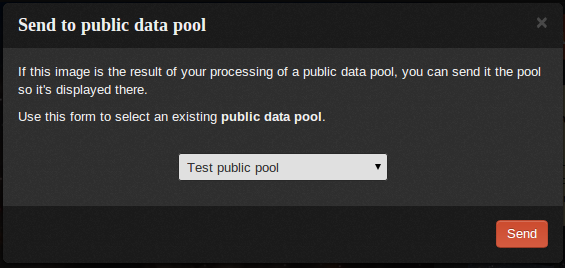 Send to public data pool
×
If this image is the result of your processing of a public data pool, you can send it the pool
so it's displayed there.
Use this form to select an existing public data pool.
Test public pool
Send